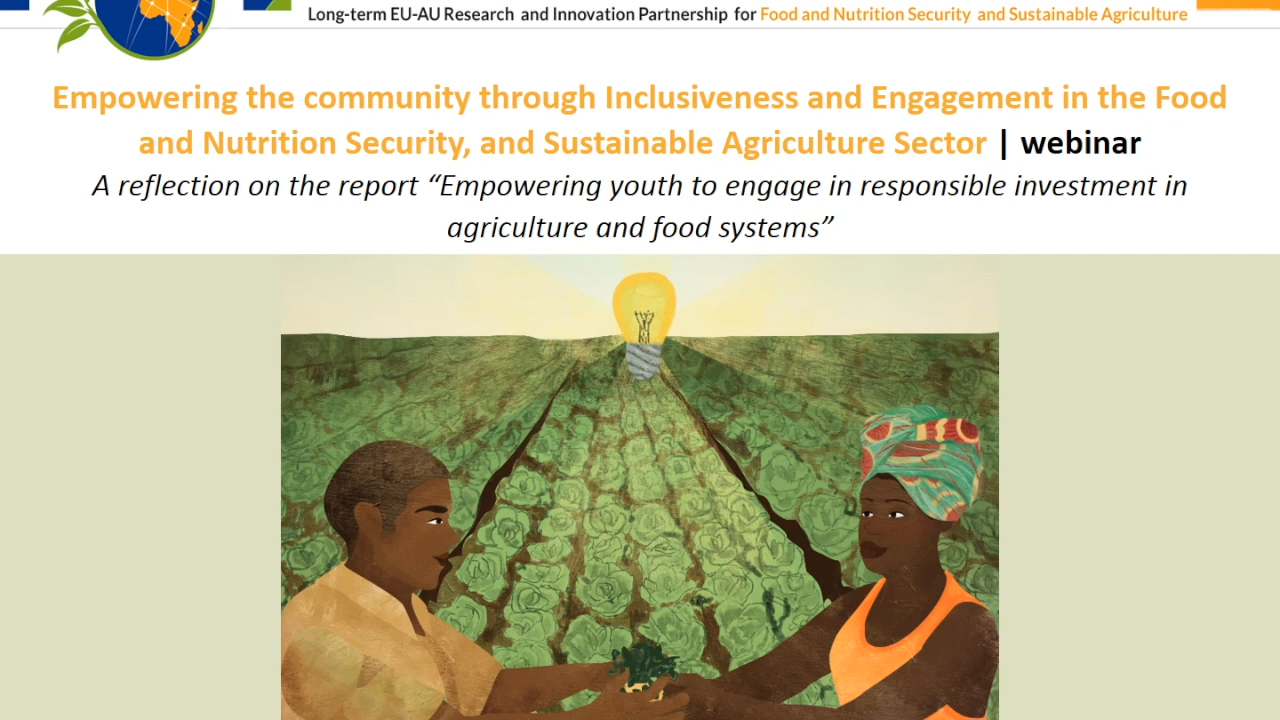 Long-term EU-AU Research and Innovation Partnership for Food and Nutrition Security and Sustainable Agriculture
Empowering the community through Inclusiveness and Engagement in the Food
and Nutrition Security, and Sustainable Agriculture Sector | webinar
A reflection on the report “Empowering youth to engage in responsible investment in
agriculture and food systems”